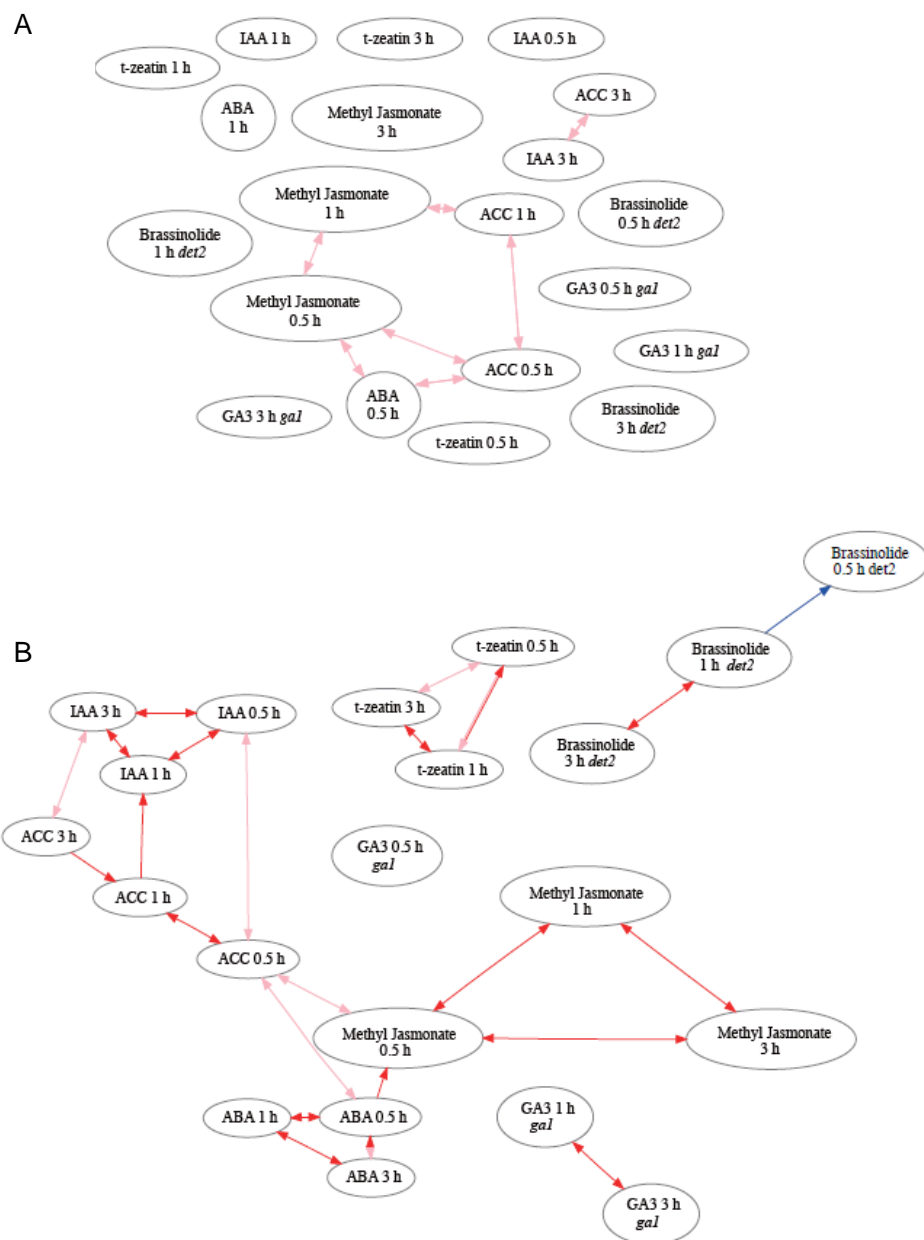 A
IAA 1 h
t-zeatin 3 h
IAA 0.5 h
t-zeatin 1 h
ABA
1 h
Methyl Jasmonate
3 h
ACC 3 h
IAA 3 h
Methyl Jasmonate
1 h
ACC 1 h
Brassinolide
0.5 h det2
Brassinolide
1 h det2
Methyl Jasmonate
0.5 h
GA3 0.5 h ga1
GA3 1 h ga1
ACC 0.5 h
ABA
0.5 h
GA3 3 h ga1
Brassinolide
3 h det2
t-zeatin 0.5 h
B
Brassinolide
0.5 h det2
t-zeatin 0.5 h
Brassinolide
1 h det2
IAA 3 h
IAA 0.5 h
t-zeatin 3 h
Brassinolide
3 h det2
IAA 1 h
t-zeatin 1 h
ACC 3 h
GA3 0.5 h
ga1
ACC 1 h
Methyl Jasmonate
1 h
ACC 0.5 h
Methyl Jasmonate
0.5 h
Methyl Jasmonate
3 h
ABA 1 h
ABA 0.5 h
GA3 1 h
ga1
ABA 3 h
GA3 3 h
ga1